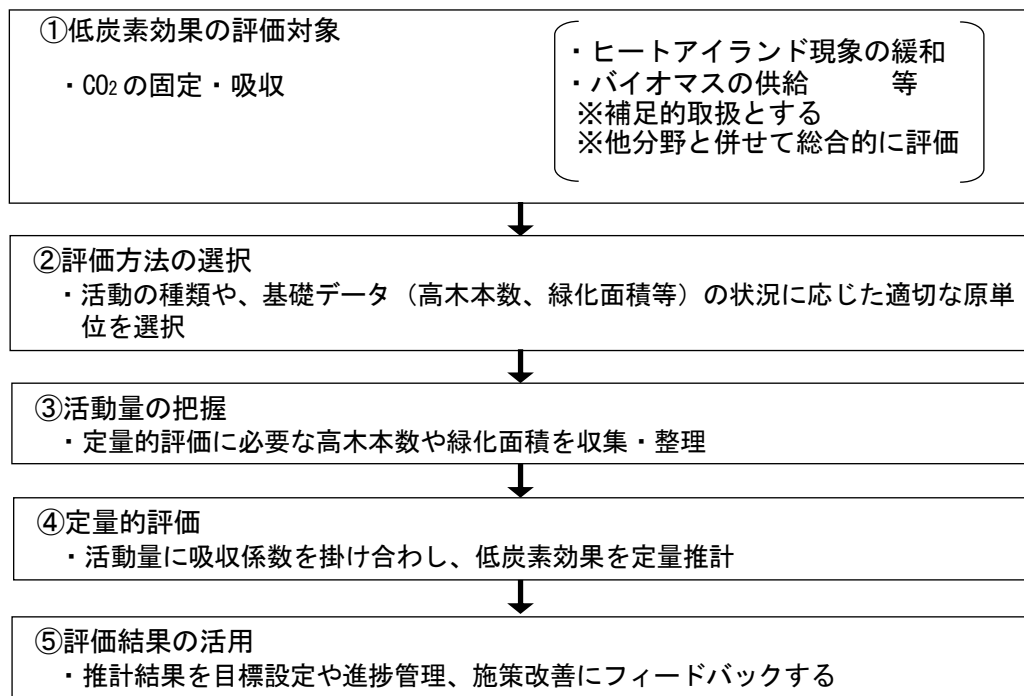 ①低炭素効果の評価対象
・CO2の固定・吸収
・ヒートアイランド現象の緩和
・バイオマスの供給　　等
※補足的取扱とする
※他分野と併せて総合的に評価
②評価方法の選択
・活動の種類や、基礎データ（高木本数、緑化面積等）の状況に応じた適切な原単
位を選択
③活動量の把握
・定量的評価に必要な高木本数や緑化面積を収集・整理
④定量的評価
・活動量に吸収係数を掛け合わし、低炭素効果を定量推計
⑤評価結果の活用
・推計結果を目標設定や進捗管理、施策改善にフィードバックする